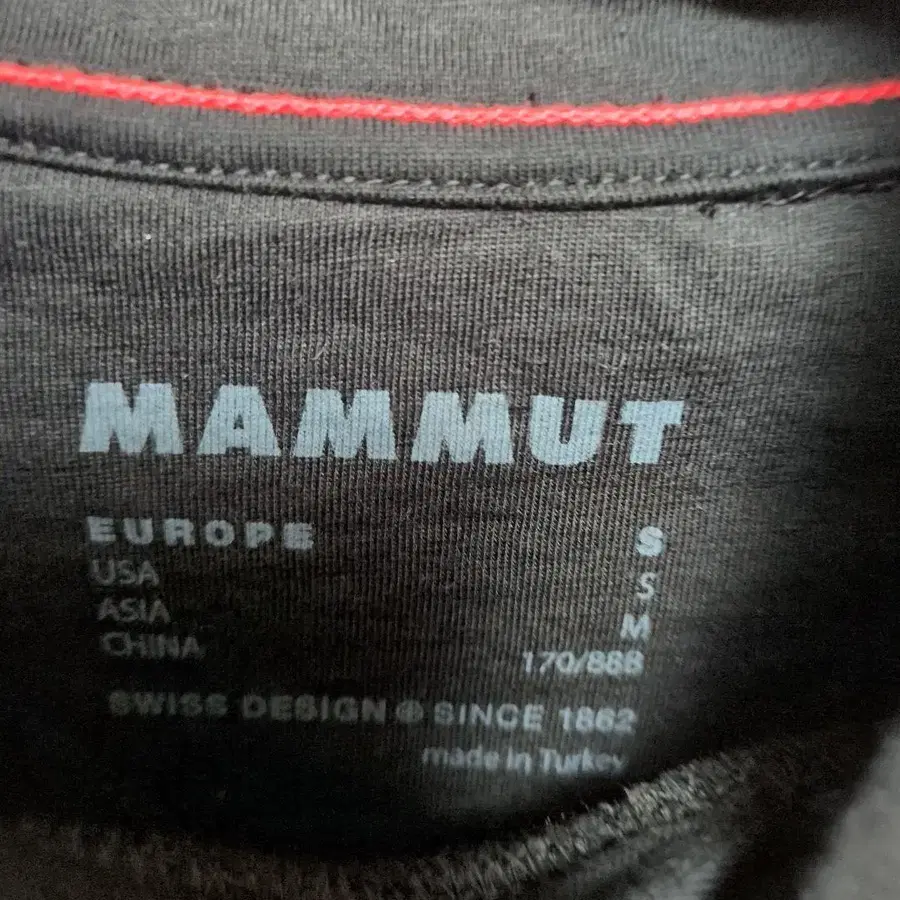 MAMMUT
EUROPE S
USA S
ASIA M
CHINA 170/88B
SWISS DESIGN SINCE 1862
made in Turkey